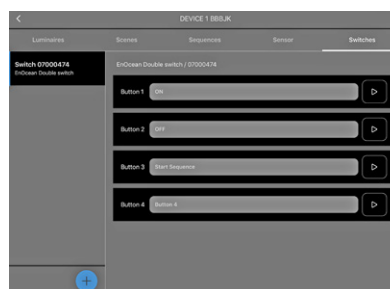 DEVICE 1 BBBJK
Luminaires Scenes Sequences Sensor Switches
Switch 07000474
EnOcean Double switch
EnOcean Double switch / 07000474
Button 1 ON
Button 2 OFF
Button 3 Start Sequence
Button 4 Button 4